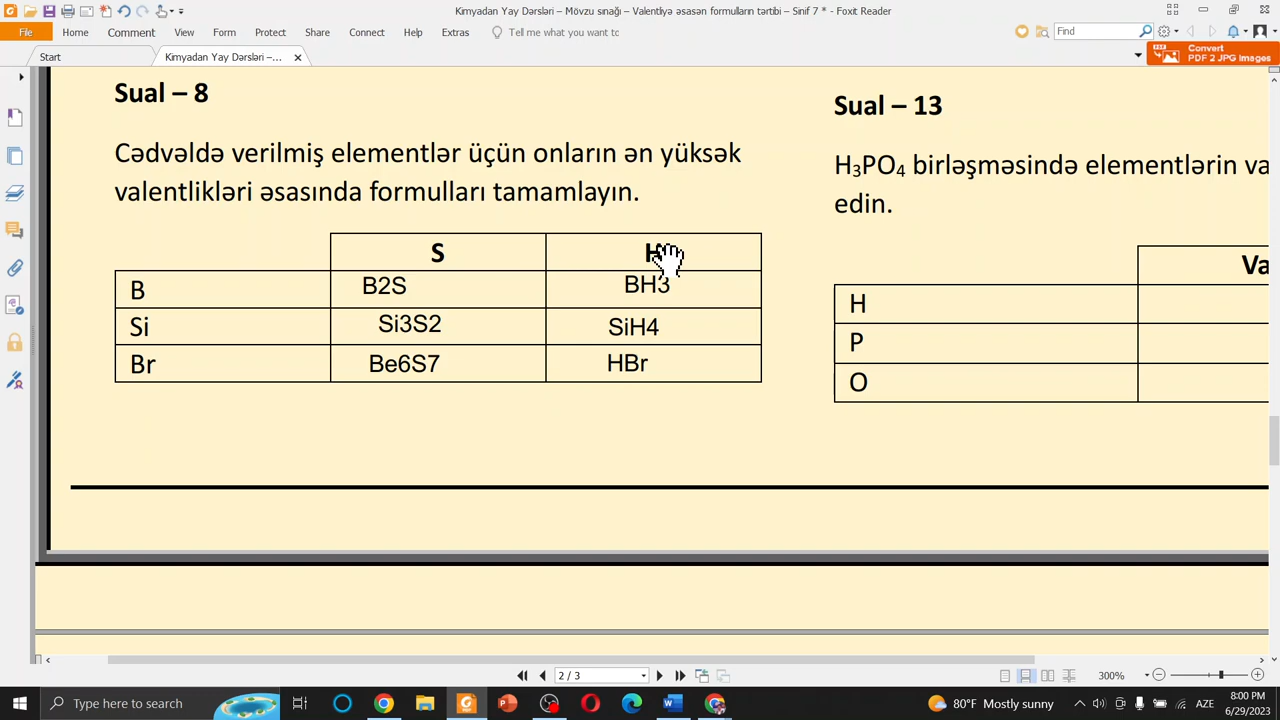 Kimyadan Yay Dərsləri – Mövzu sınağı – Valentliyə əsasən formulların tərtibi – Sinif 7 * - Foxit Reader
File Home Comment View Form Protect Share Connect Help Extras Tell me what you want to do Find
Start Kimyadan Yay Dərsləri –... Convert
PDF 2 JPG Images
Sual – 8
Cədvəldə verilmiş elementlər üçün onların ən yüksək
valentlikləri əsasında formulları tamamlayın.
S H
B B2S BH3
Si Si3S2 SiH4
Br Be6S7 HBr
Sual – 13
H₃PO₄ birləşməsində elementlərin va
edin.
Va
H
P
O
2 / 3 300%
Type here to search 80°F Mostly sunny AZE 8:00 PM
6/29/2023